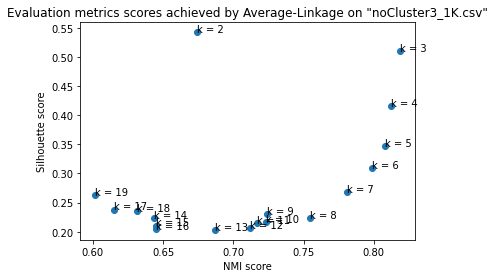 Evaluation metrics scores achieved by Average-Linkage on "noCluster3_1K.csv"
0.55
k = 2
k = 3
0.50
0.45
k = 4
0.40
Silhouette score
0.35
k = 5
k = 6
0.30
k = 7
k = 19
0.25
k = 17
k = 18
k = 9
k = 14
k = 8
k = 10
k = 11
k = 15
k = 12
k = 16
k = 13
0.20
0.60 0.65 0.70 0.75 0.80
NMI score